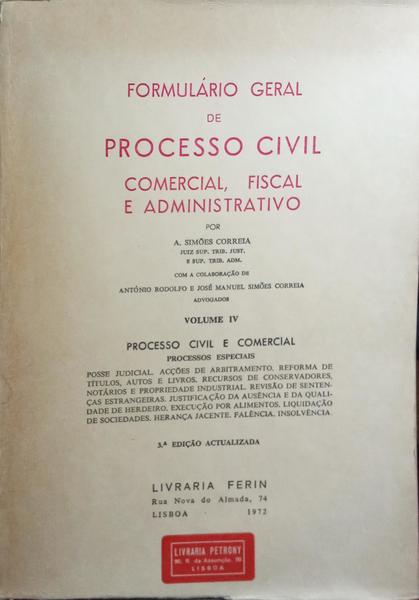 FORMULÁRIO GERAL
DE
PROCESSO CIVIL
COMERCIAL, FISCAL
E ADMINISTRATIVO
POR
A. SIMÕES CORREIA
JUIZ SUP. TRIB. JUST.
E SUP. TRIB. ADM.
COM A COLABORAÇÃO DE
ANTÓNIO RODOLFO E JOSÉ MANUEL SIMÕES CORREIA
ADVOGADOS
VOLUME IV
PROCESSO CIVIL E COMERCIAL
PROCESSOS ESPECIAIS
POSSE JUDICIAL. ACÇÕES DE ARBITRAMENTO. REFORMA DE
TÍTULOS, AUTOS E LIVROS. RECURSOS DE CONSERVADORES,
NOTÁRIOS E PROPRIEDADE INDUSTRIAL. REVISÃO DE SENTEN-
ÇAS ESTRANGEIRAS. JUSTIFICAÇÃO DA AUSÊNCIA E DA QUALI-
DADE DE HERDEIRO. EXECUÇÃO POR ALIMENTOS. LIQUIDAÇÃO
DE SOCIEDADES. HERANÇA JACENTE. FALÊNCIA. INSOLVÊNCIA.
3.ª EDIÇÃO ACTUALIZADA
LIVRARIA FERIN
Rua Nova do Almada, 74
LISBOA 1972
LIVRARIA PETRONY
R. da Assunção,
LISBOA